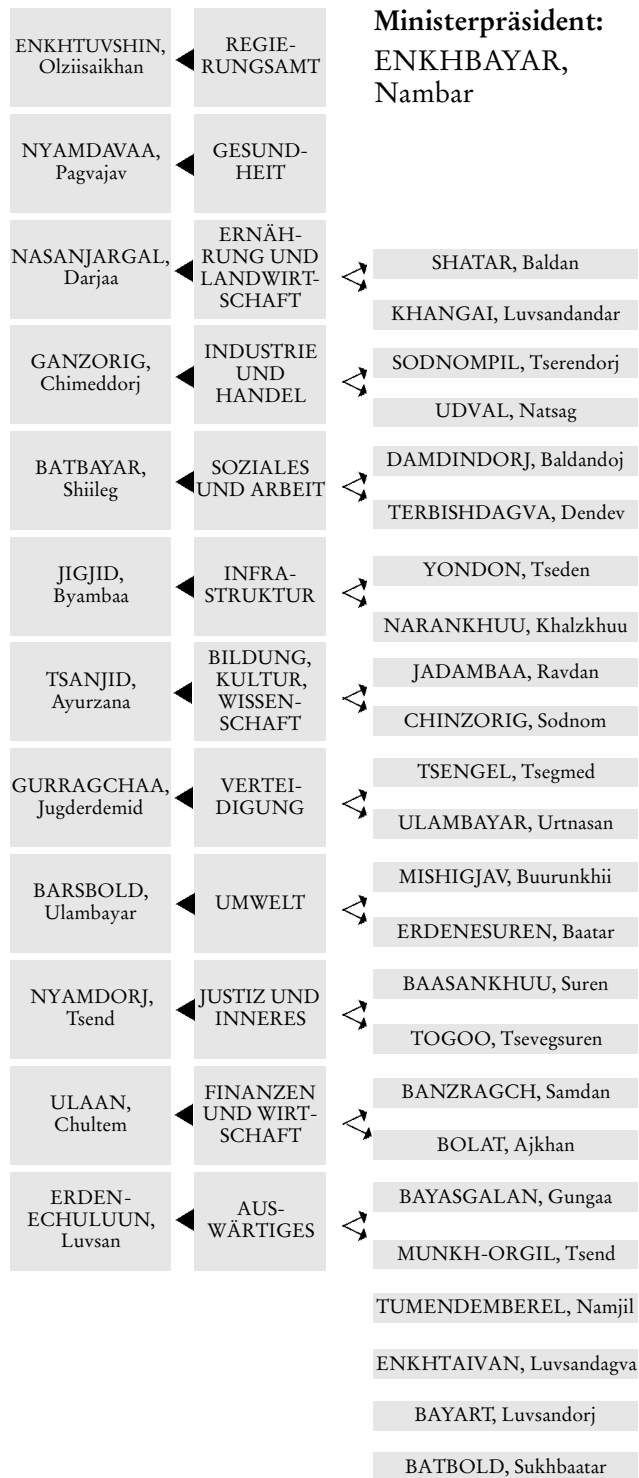 Ministerpräsident:
ENKHBAYAR,
Nambar
ENKHTUVSHIN,
Olziisaikhan
REGIE-
RUNGSAMT
NYAMDAVAA,
Pagvajav
GESUND-
HEIT
NASANJARGAL,
Darjaa
ERNÄH-
RUNG UND
LANDWIRT-
SCHAFT
SHATAR, Baldan
KHANGAI, Luvsandandar
GANZORIG,
Chimeddorj
INDUSTRIE
UND
HANDEL
SODNOMPIL, Tserendorj
UDVAL, Natsag
BATBAYAR,
Shiileg
SOZIALES
UND ARBEIT
DAMDINDORJ, Baldandoj
TERBISHDAGVA, Dendev
JIGJID,
Byambaa
INFRA-
STRUKTUR
YONDON, Tseden
NARANKHUU, Khalzkhuu
TSANJID,
Ayurzana
BILDUNG,
KULTUR,
WISSEN-
SCHAFT
JADAMBAA, Ravdan
CHINZORIG, Sodnom
GURRAGCHAA,
Jugderdemid
VERTEI-
DIGUNG
TSENGEL, Tsegmed
ULAMBAYAR, Urtnasan
BARSBOLD,
Ulambayar
UMWELT
MISHIGJAV, Buurunkhii
ERDENESUREN, Baatar
NYAMDORJ,
Tsend
JUSTIZ UND
INNERES
BAASANKHUU, Suren
TOGOO, Tsevegsuren
ULAAN,
Chultem
FINANZEN
UND WIRT-
SCHAFT
BANZRAGCH, Samdan
BOLAT, Ajkhan
ERDEN-
ECHULUUN,
Luvsan
AUS-
WÄRTIGES
BAYASGALAN, Gungaa
MUNKH-ORGIL, Tsend
TUMENDEMBEREL, Namjil
ENKHTAIVAN, Luvsandagva
BAYART, Luvsandorj
BATBOLD, Sukhbaatar